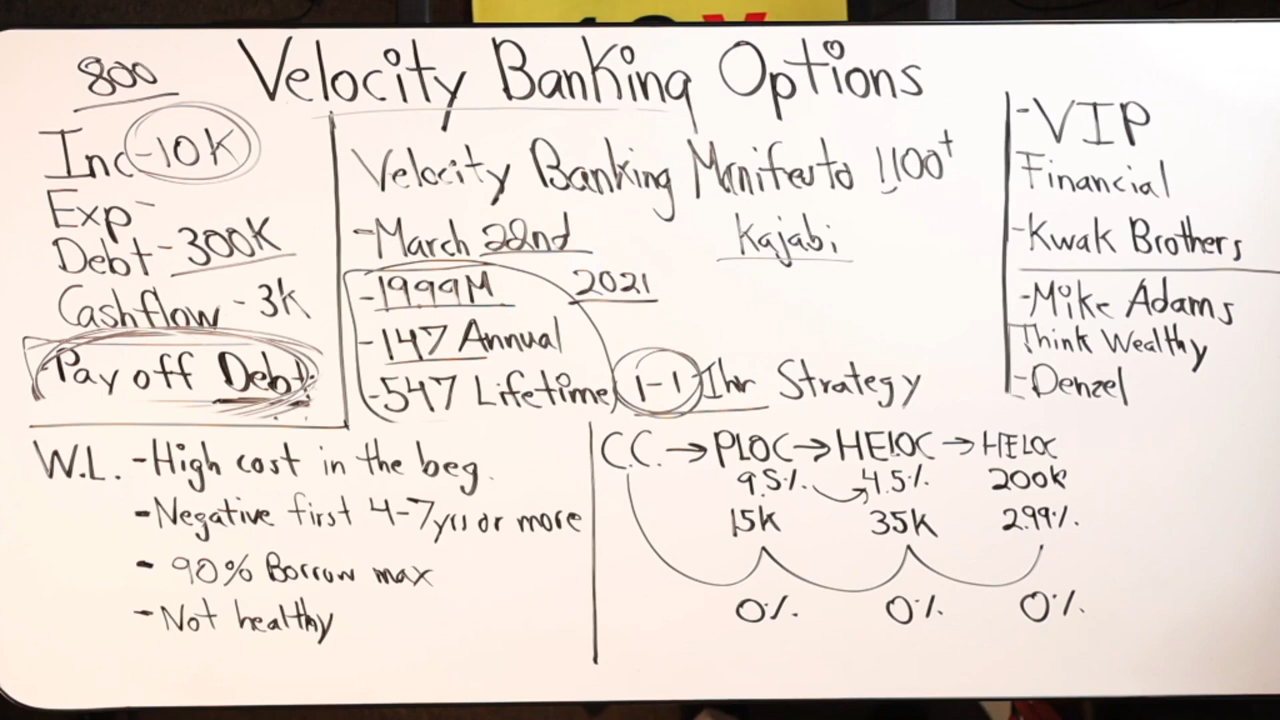 800
Velocity Banking Options
Inc-10K
Exp-
Debt-300K
Cashflow-3K
Pay off Debt
Velocity Banking Manifesto 1100+
-March 22nd
Kajabi
-1999M
2021
-147 Annual
-547 Lifetime
1-1 1hr Strategy
-VIP
Financial
-Kwak Brothers
-Mike Adams
Think Wealthy
-Denzel
W.L. -High cost in the beg.
-Negative first 4-7yrs or more
-90% Borrow max
-Not healthy
C.C. → PLOC → HELOC → HELOC
9.5% 4.5% 200K
15K 35K 2.99%
0% 0% 0%